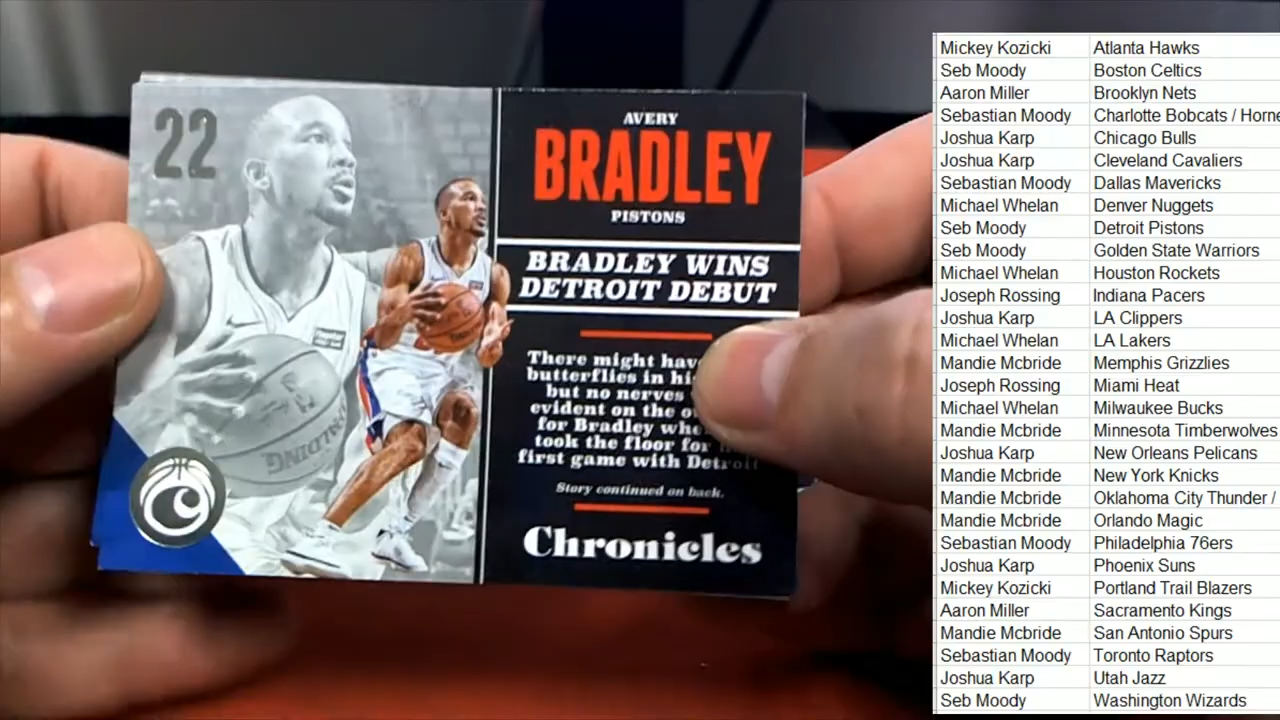 22
AVERY
BRADLEY
PISTONS
BRADLEY WINS
DETROIT DEBUT
There might hav
butterflies in his
but no nerves
evident on the
for Bradley whe
took the floor for
first game with Detroit
Story continued on back.
Chronicles
SPALDING
Mickey Kozicki Atlanta Hawks
Seb Moody Boston Celtics
Aaron Miller Brooklyn Nets
Sebastian Moody Charlotte Bobcats / Horne
Joshua Karp Chicago Bulls
Joshua Karp Cleveland Cavaliers
Sebastian Moody Dallas Mavericks
Michael Whelan Denver Nuggets
Seb Moody Detroit Pistons
Seb Moody Golden State Warriors
Michael Whelan Houston Rockets
Joseph Rossing Indiana Pacers
Joshua Karp LA Clippers
Michael Whelan LA Lakers
Mandie Mcbride Memphis Grizzlies
Joseph Rossing Miami Heat
Michael Whelan Milwaukee Bucks
Mandie Mcbride Minnesota Timberwolves
Joshua Karp New Orleans Pelicans
Mandie Mcbride New York Knicks
Mandie Mcbride Oklahoma City Thunder /
Mandie Mcbride Orlando Magic
Sebastian Moody Philadelphia 76ers
Joshua Karp Phoenix Suns
Mickey Kozicki Portland Trail Blazers
Aaron Miller Sacramento Kings
Mandie Mcbride San Antonio Spurs
Sebastian Moody Toronto Raptors
Joshua Karp Utah Jazz
Seb Moody Washington Wizards